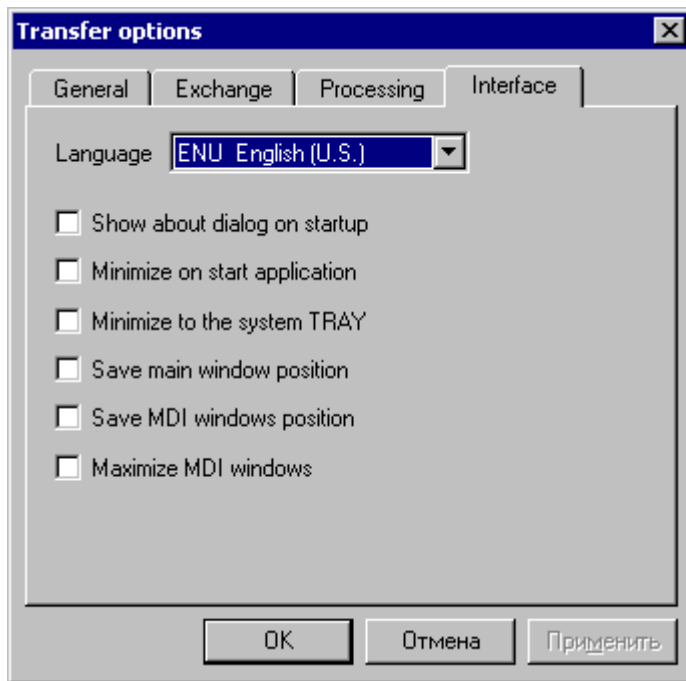 Transfer options
General Exchange Processing Interface
Language ENU English (U.S.)
Show about dialog on startup
Minimize on start application
Minimize to the system TRAY
Save main window position
Save MDI windows position
Maximize MDI windows
OK Отмена Применить